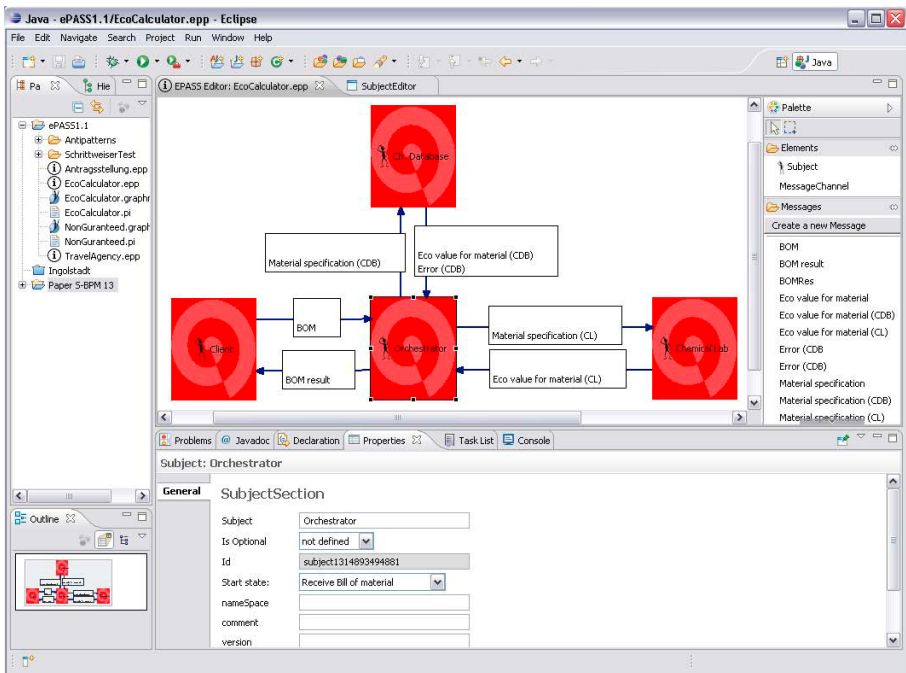 Java - ePASS1.1/EcoCalculator.epp - Eclipse
File Edit Navigate Search Project Run Window Help
Java
Pa
Hie
ePASS1.1
Antipatterns
SchrittweiserTest
Antragsstellung.epp
EcoCalculator.epp
EcoCalculator.graphr
EcoCalculator.pi
NonGuranteed.graph
NonGuranteed.pi
TravelAgency.epp
Ingolstadt
Paper S-BPM 13
Outline
EPASS Editor: EcoCalculator.epp
SubjectEditor
Ch. Database
Material specification (CDB)
Eco value for material (CDB)
Error (CDB)
Client
BOM
BOM result
Orchestrator
Material specification (CL)
Eco value for material (CL)
Chemical Lab
Palette
Elements
Subject
MessageChannel
Messages
Create a new Message
BOM
BOM result
BOMRes
Eco value for material
Eco value for material (CDB)
Eco value for material (CL)
Error (CDB
Error (CDB)
Material specification
Material specification (CDB)
Material specification (CL)
Problems
Javadoc
Declaration
Properties
Task List
Console
Subject: Orchestrator
General
SubjectSection
Subject Orchestrator
Is Optional not defined
Id subject1314893494881
Start state: Receive Bill of material
nameSpace
comment
version